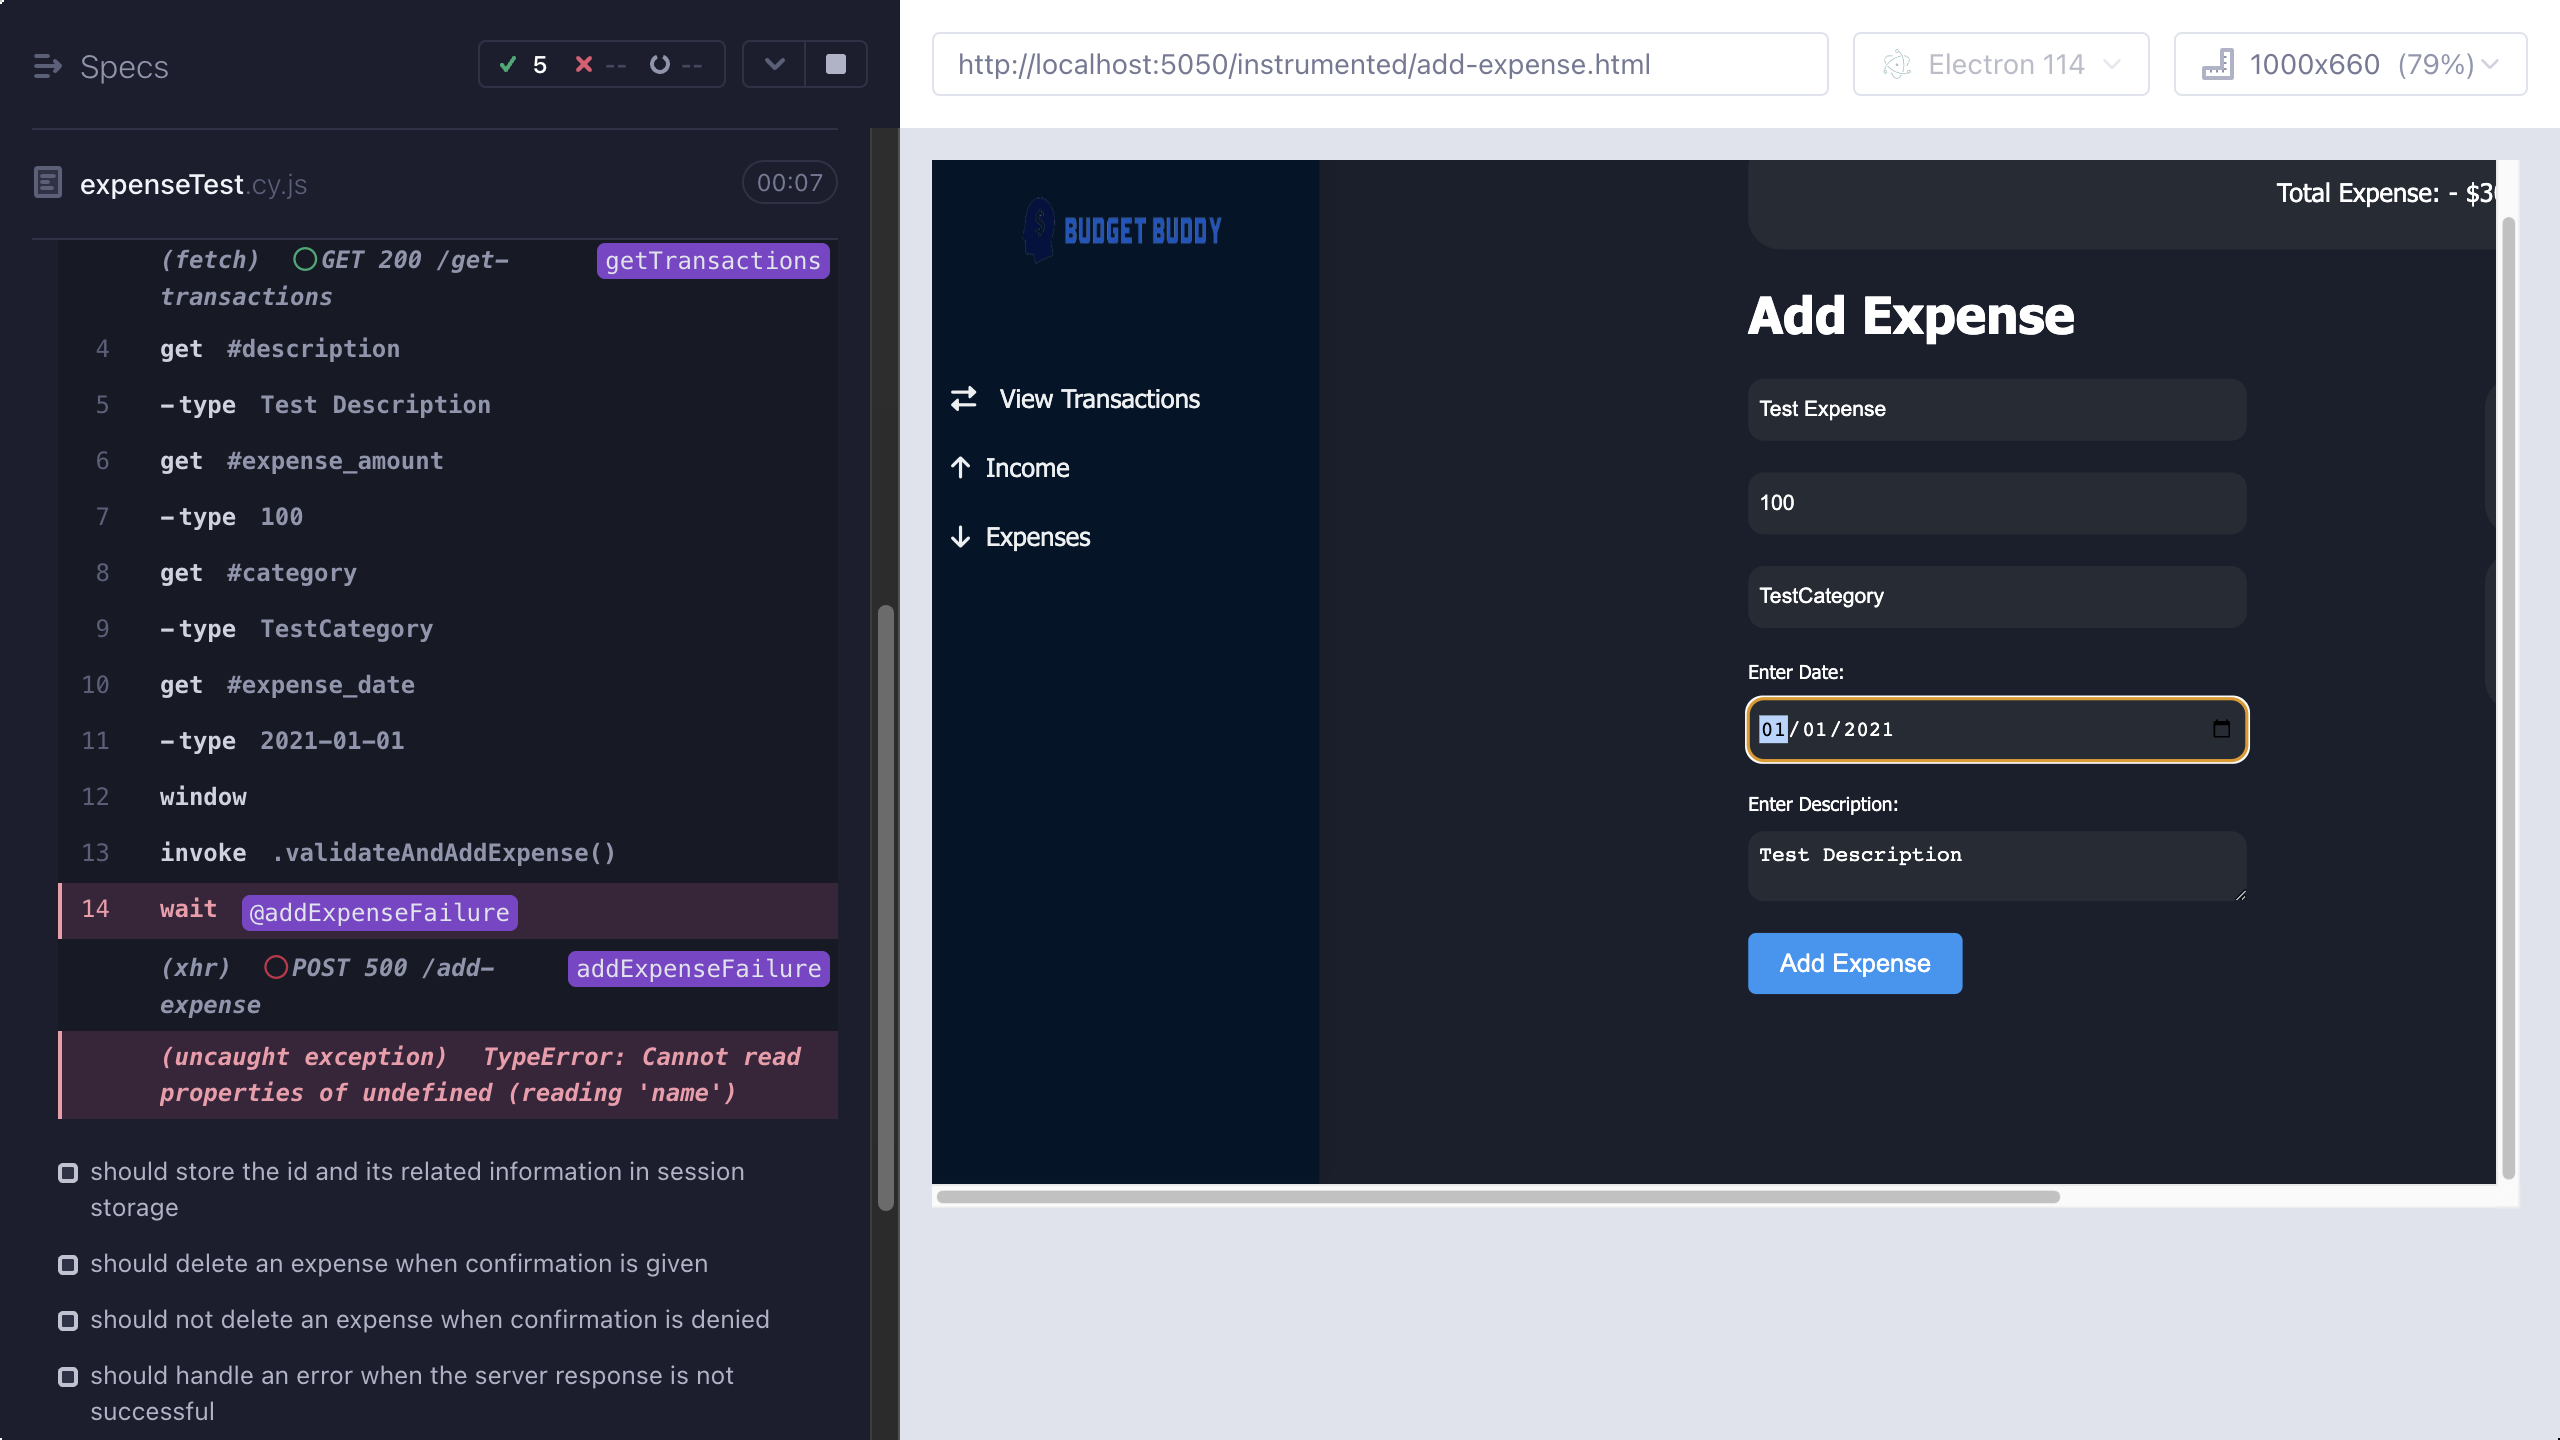 Specs
5 -- --
expenseTest.cy.js 00:07
(fetch) GET 200 /get-
transactions
getTransactions
4 get #description
5 -type Test Description
6 get #expense_amount
7 -type 100
8 get #category
9 -type TestCategory
10 get #expense_date
11 -type 2021-01-01
12 window
13 invoke .validateAndAddExpense()
14 wait @addExpenseFailure
(xhr) POST 500 /add-
expense
addExpenseFailure
(uncaught exception) TypeError: Cannot read
properties of undefined (reading 'name')
should store the id and its related information in session
storage
should delete an expense when confirmation is given
should not delete an expense when confirmation is denied
should handle an error when the server response is not
successful
http://localhost:5050/instrumented/add-expense.html
Electron 114
1000x660 (79%)
$ BUDGET BUDDY
View Transactions
Income
Expenses
Total Expense: - $3
Add Expense
Test Expense
100
TestCategory
Enter Date:
01/01/2021
Enter Description:
Test Description
Add Expense